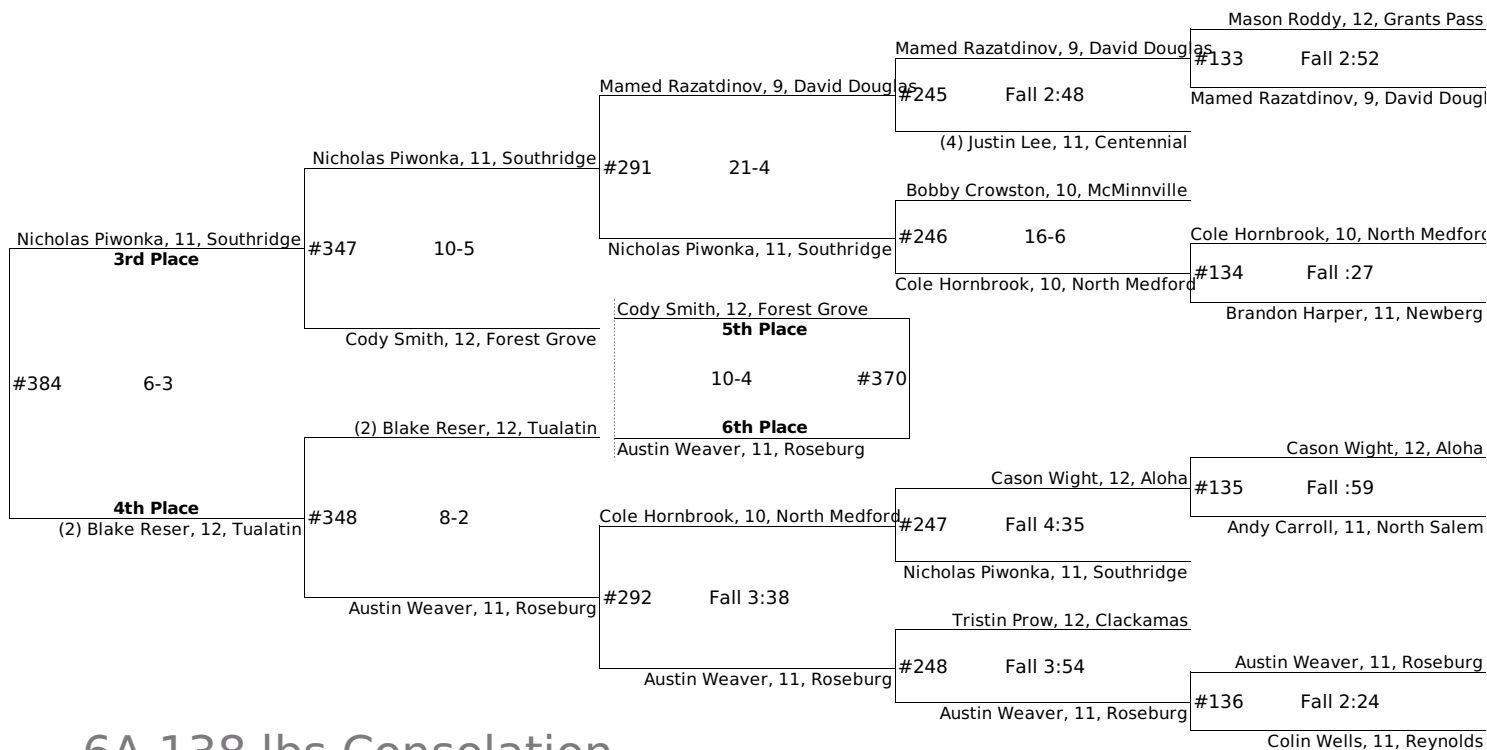 Mason Roddy, 12, Grants Pass
Mamed Razatdinov, 9, David Douglas
#133 Fall 2:52
Mamed Razatdinov, 9, David Dougl
Mamed Razatdinov, 9, David Douglas
#245 Fall 2:48
(4) Justin Lee, 11, Centennial
Nicholas Piwonka, 11, Southridge
#291 21-4
Bobby Crowston, 10, McMinnville
Nicholas Piwonka, 11, Southridge
3rd Place
#347 10-5
Nicholas Piwonka, 11, Southridge
#246 16-6
Cole Hornbrook, 10, North Medford
#134 Fall :27
Cole Hornbrook, 10, North Medford
Brandon Harper, 11, Newberg
Cody Smith, 12, Forest Grove
Cody Smith, 12, Forest Grove
5th Place
10-4 #370
#384 6-3
6th Place
Austin Weaver, 11, Roseburg
(2) Blake Reser, 12, Tualatin
Cason Wight, 12, Aloha
Cason Wight, 12, Aloha
#135 Fall :59
4th Place
(2) Blake Reser, 12, Tualatin
#348 8-2
Cole Hornbrook, 10, North Medford
#247 Fall 4:35
Andy Carroll, 11, North Salem
Nicholas Piwonka, 11, Southridge
Austin Weaver, 11, Roseburg
#292 Fall 3:38
Tristin Prow, 12, Clackamas
#248 Fall 3:54
Austin Weaver, 11, Roseburg
Austin Weaver, 11, Roseburg
Austin Weaver, 11, Roseburg
#136 Fall 2:24
Colin Wells, 11, Reynolds
6A 138 lbs Consolation